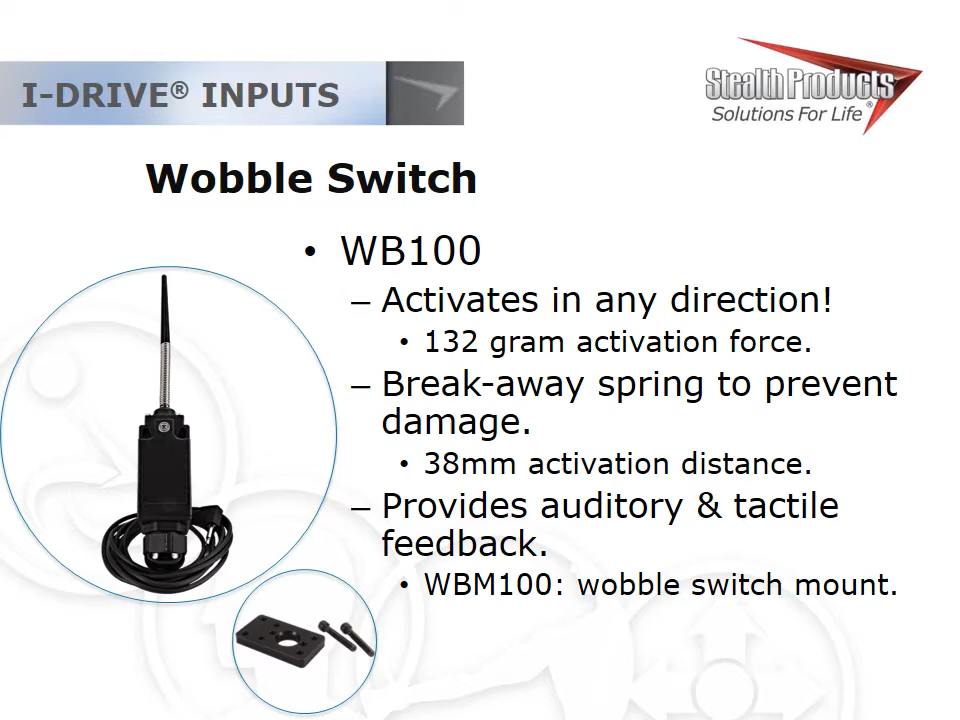 I-DRIVE® INPUTS
Stealth Products®
Solutions For Life
Wobble Switch
• WB100
– Activates in any direction!
• 132 gram activation force.
– Break-away spring to prevent
damage.
• 38mm activation distance.
– Provides auditory & tactile
feedback.
• WBM100: wobble switch mount.